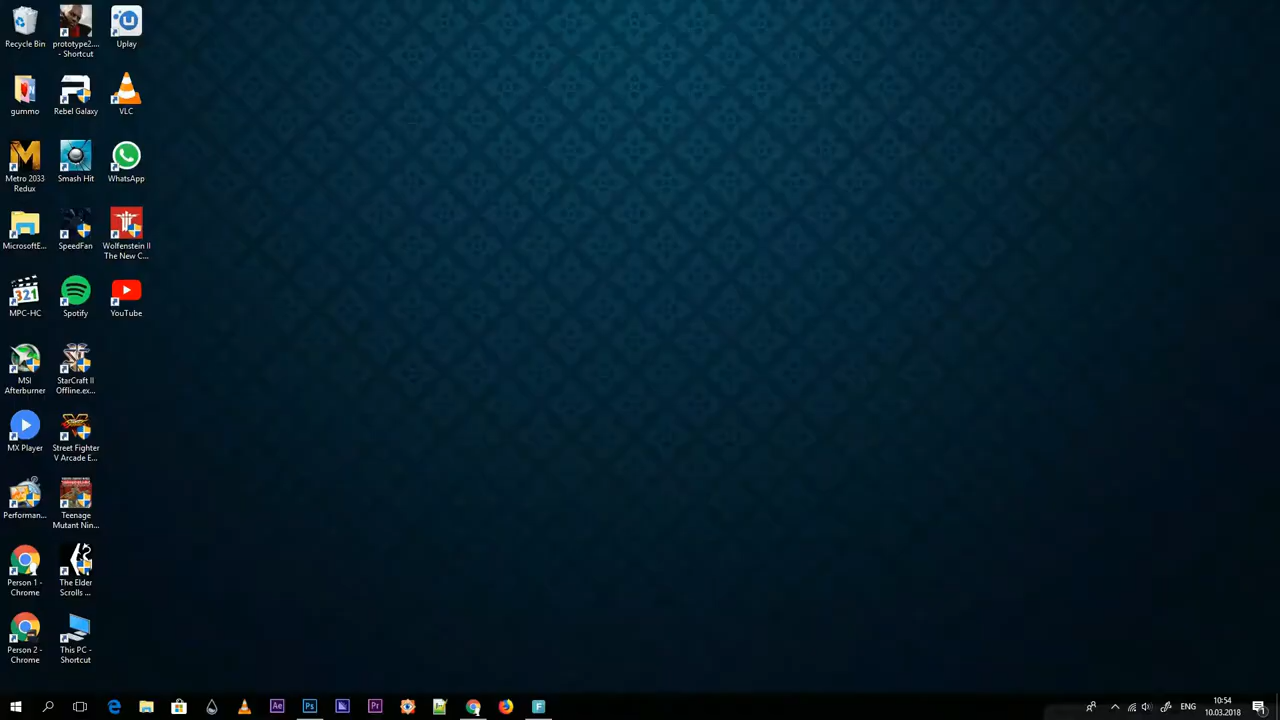 Recycle Bin
prototype2....
- Shortcut
Uplay
gummo
Rebel Galaxy
VLC
Metro 2033
Redux
Smash Hit
WhatsApp
MicrosoftE...
SpeedFan
Wolfenstein II
The New C...
MPC-HC
Spotify
YouTube
MSI
Afterburner
StarCraft II
Offline.ex...
MX Player
Street Fighter
V Arcade E...
Performan...
Teenage
Mutant Nin...
Person 1 -
Chrome
The Elder
Scrolls ...
Person 2 -
Chrome
This PC -
Shortcut
Ae
Ps
Pr
F
ENG
10:54
10.03.2018